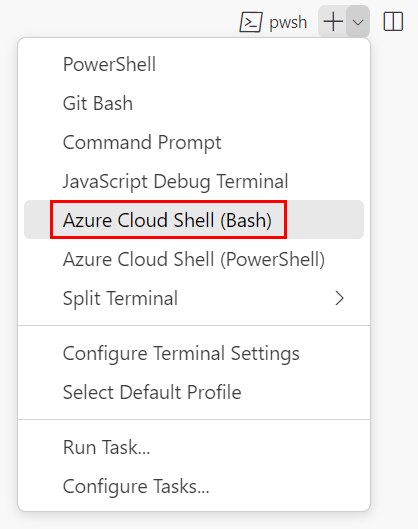 pwsh
PowerShell
Git Bash
Command Prompt
JavaScript Debug Terminal
Azure Cloud Shell (Bash)
Azure Cloud Shell (PowerShell)
Split Terminal
Configure Terminal Settings
Select Default Profile
Run Task...
Configure Tasks...